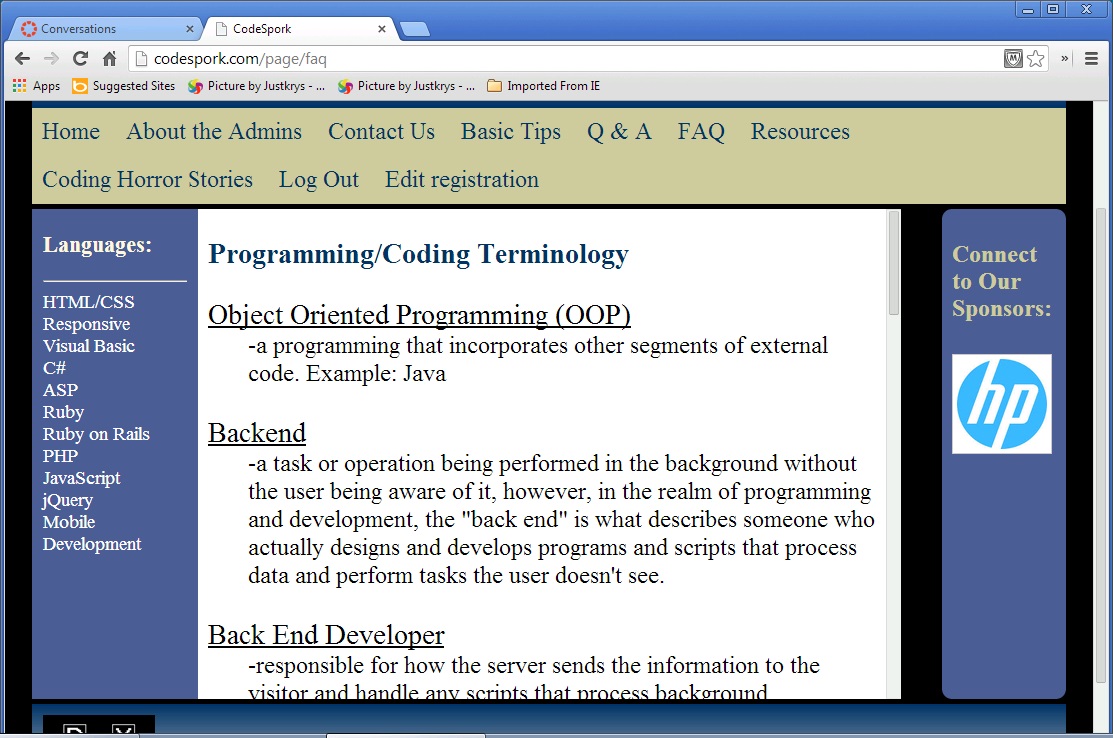 Conversations
CodeSpork
codespork.com/page/faq
Apps Suggested Sites Picture by Justkrys - ... Picture by Justkrys - ... Imported From IE
Home About the Admins Contact Us Basic Tips Q & A FAQ Resources
Coding Horror Stories Log Out Edit registration
Languages:
HTML/CSS
Responsive
Visual Basic
C#
ASP
Ruby
Ruby on Rails
PHP
JavaScript
jQuery
Mobile
Development
Programming/Coding Terminology
Object Oriented Programming (OOP)
-a programming that incorporates other segments of external
code. Example: Java
Backend
-a task or operation being performed in the background without
the user being aware of it, however, in the realm of programming
and development, the "back end" is what describes someone who
actually designs and develops programs and scripts that process
data and perform tasks the user doesn't see.
Back End Developer
-responsible for how the server sends the information to the
visitor and handle any scripts that process background
Connect
to Our
Sponsors:
hp